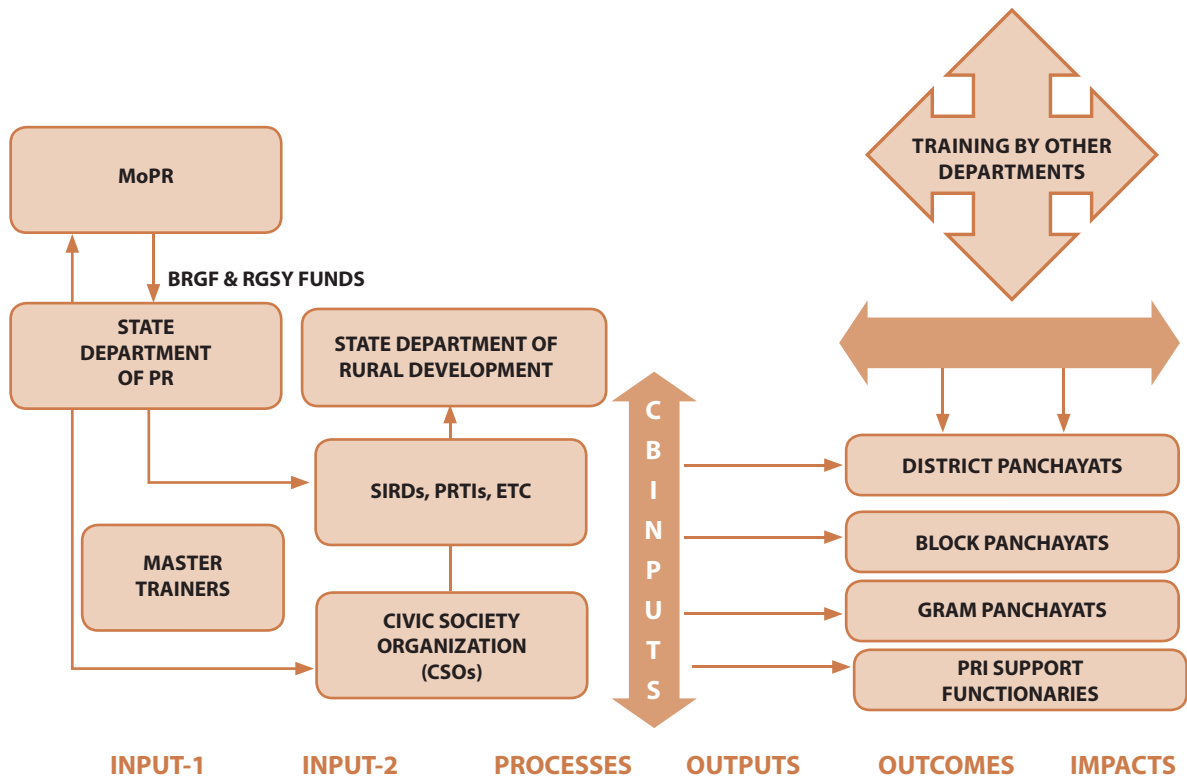 TRAINING BY OTHER
DEPARTMENTS
MoPR
BRGF & RGSY FUNDS
STATE
DEPARTMENT
OF PR
STATE DEPARTMENT OF
RURAL DEVELOPMENT
SIRDs, PRTIs, ETC
MASTER
TRAINERS
CIVIC SOCIETY
ORGANIZATION
(CSOs)
C
B
I
N
P
U
T
S
DISTRICT PANCHAYATS
BLOCK PANCHAYATS
GRAM PANCHAYATS
PRI SUPPORT
FUNCTIONARIES
INPUT-1 INPUT-2 PROCESSES OUTPUTS OUTCOMES IMPACTS